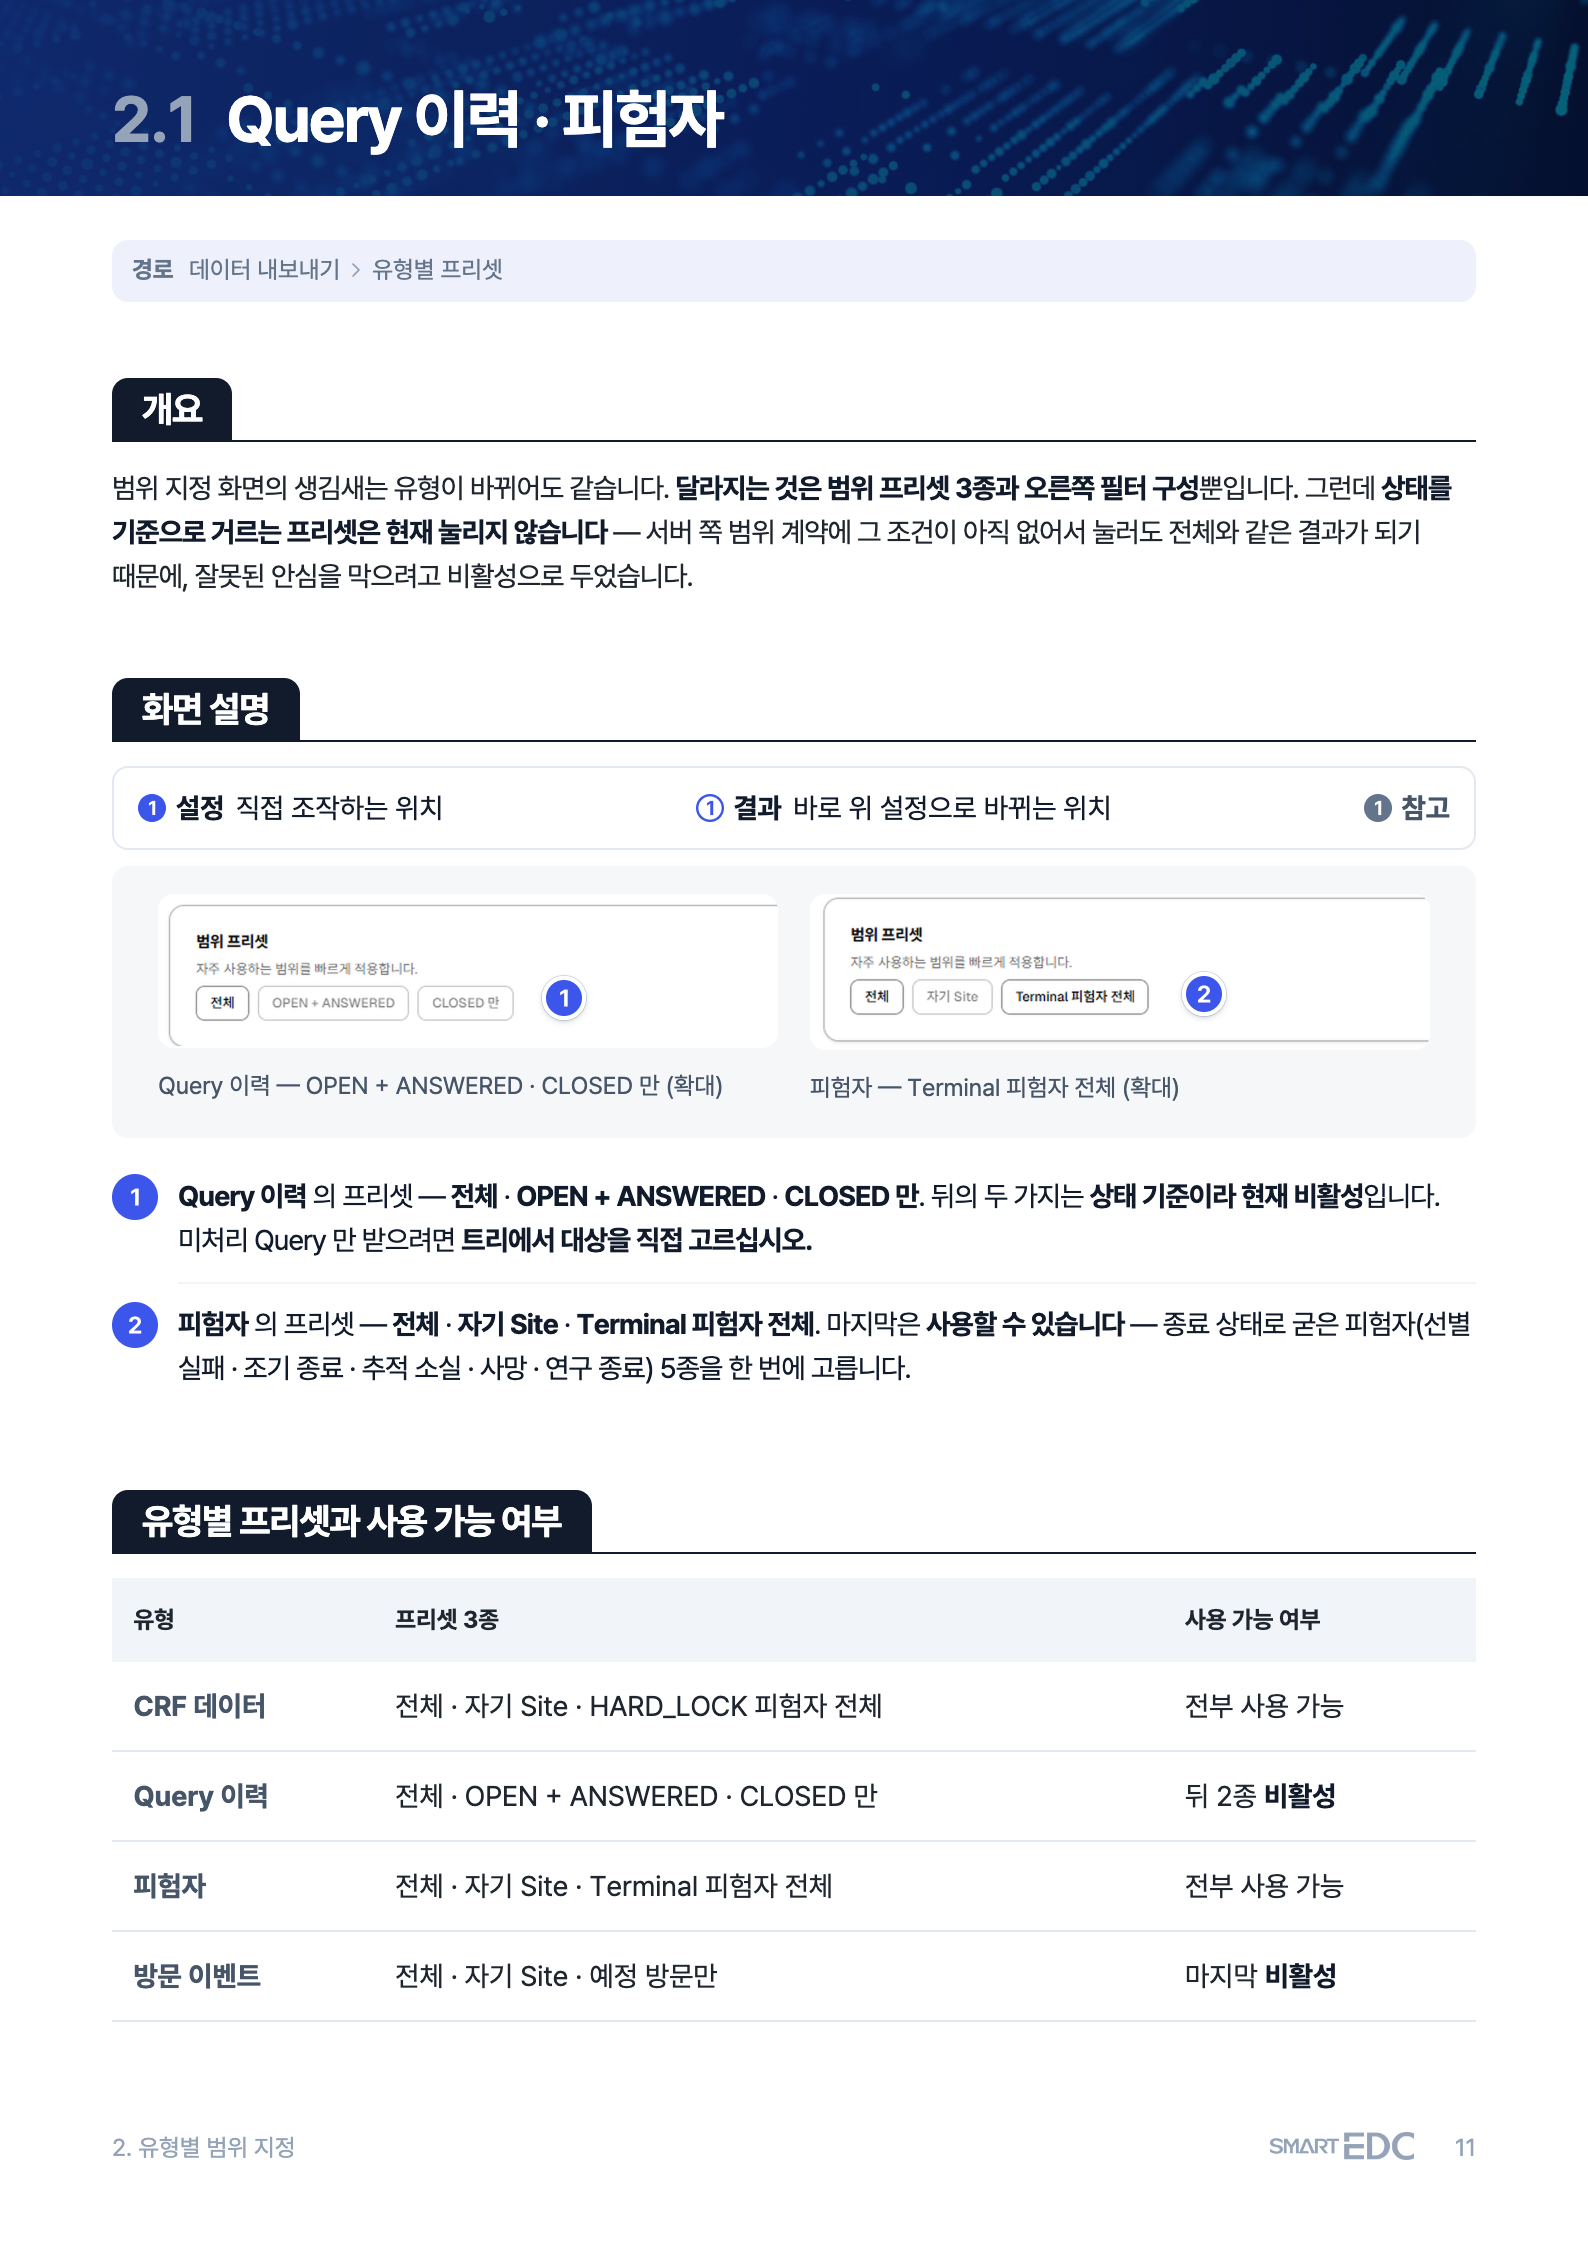 2.1 Query 이력 · 피험자
경로 데이터 내보내기 > 유형별 프리셋
개요
범위 지정 화면의 생김새는 유형이 바뀌어도 같습니다. 달라지는 것은 범위 프리셋 3종과 오른쪽 필터 구성뿐입니다. 그런데 상태를
기준으로 거르는 프리셋은 현재 눌리지 않습니다 — 서버 쪽 범위 계약에 그 조건이 아직 없어서 눌러도 전체와 같은 결과가 되기
때문에, 잘못된 안심을 막으려고 비활성으로 두었습니다.
화면 설명
1 설정 직접 조작하는 위치
1 결과 바로 위 설정으로 바뀌는 위치
1 참고
범위 프리셋
자주 사용하는 범위를 빠르게 적용합니다.
전체 OPEN + ANSWERED CLOSED 만 1
Query 이력 — OPEN + ANSWERED · CLOSED 만 (확대)
범위 프리셋
자주 사용하는 범위를 빠르게 적용합니다.
전체 자기 Site Terminal 피험자 전체 2
피험자 — Terminal 피험자 전체 (확대)
1 Query 이력 의 프리셋 — 전체 · OPEN + ANSWERED · CLOSED 만. 뒤의 두 가지는 상태 기준이라 현재 비활성입니다.
미처리 Query 만 받으려면 트리에서 대상을 직접 고르십시오.
2 피험자 의 프리셋 — 전체 · 자기 Site · Terminal 피험자 전체. 마지막은 사용할 수 있습니다 — 종료 상태로 굳은 피험자(선별
실패 · 조기 종료 · 추적 소실 · 사망 · 연구 종료) 5종을 한 번에 고릅니다.
유형별 프리셋과 사용 가능 여부
유형 프리셋 3종 사용 가능 여부
CRF 데이터 전체 · 자기 Site · HARD_LOCK 피험자 전체 전부 사용 가능
Query 이력 전체 · OPEN + ANSWERED · CLOSED 만 뒤 2종 비활성
피험자 전체 · 자기 Site · Terminal 피험자 전체 전부 사용 가능
방문 이벤트 전체 · 자기 Site · 예정 방문만 마지막 비활성
2. 유형별 범위 지정
SMART EDC 11